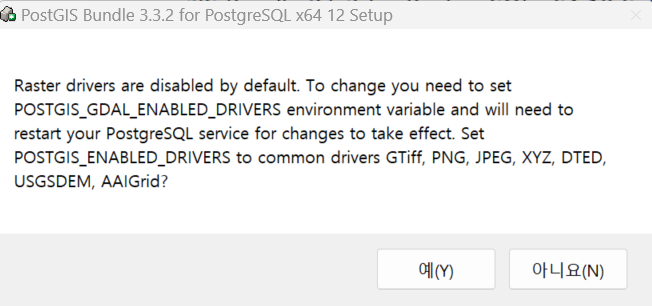 PostGIS Bundle 3.3.2 for PostgreSQL x64 12 Setup
Raster drivers are disabled by default. To change you need to set
POSTGIS_GDAL_ENABLED_DRIVERS environment variable and will need to
restart your PostgreSQL service for changes to take effect. Set
POSTGIS_ENABLED_DRIVERS to common drivers GTiff, PNG, JPEG, XYZ, DTED,
USGSDEM, AAIGrid?
예(Y)
아니요(N)